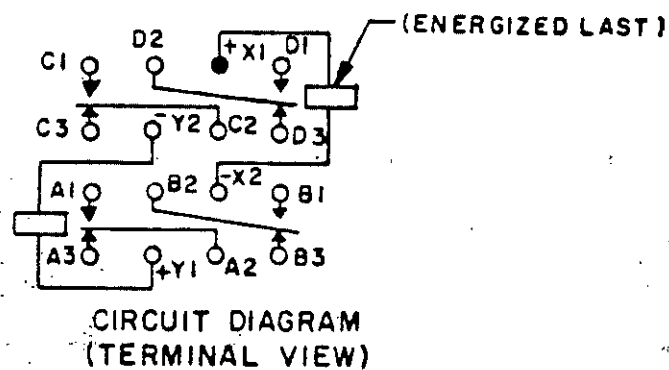 (ENERGIZED LAST)
D2 +X1 D1
C1
C3 -Y2 C2 D3
A1 B2 -X2 B1
A3 +Y1 A2 B3
CIRCUIT DIAGRAM
(TERMINAL VIEW)